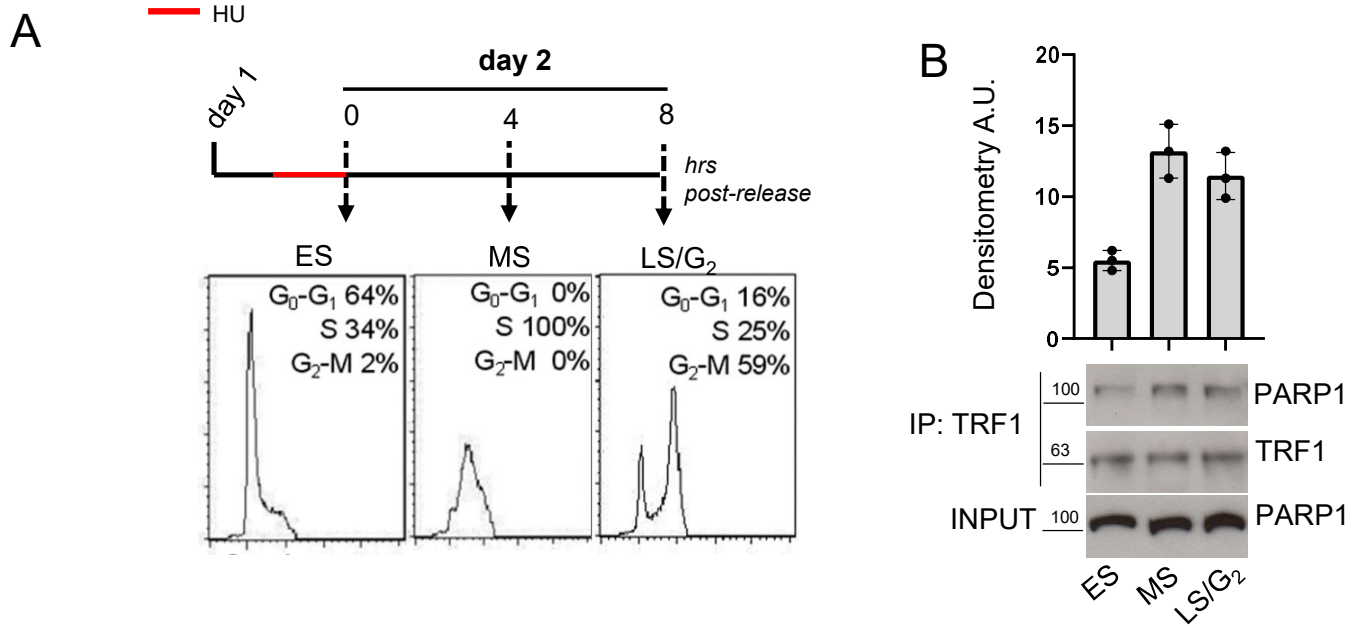 A
HU
day 1
day 2
0
4
8
hrs
post-release
ES
MS
LS/G₂
G₀-G₁ 64%
S 34%
G₂-M 2%
G₀-G₁ 0%
S 100%
G₂-M 0%
G₀-G₁ 16%
S 25%
G₂-M 59%
B
Densitometry A.U.
20
15
10
5
0
IP: TRF1
100
PARP1
63
TRF1
INPUT
100
PARP1
ES
MS
LS/G₂